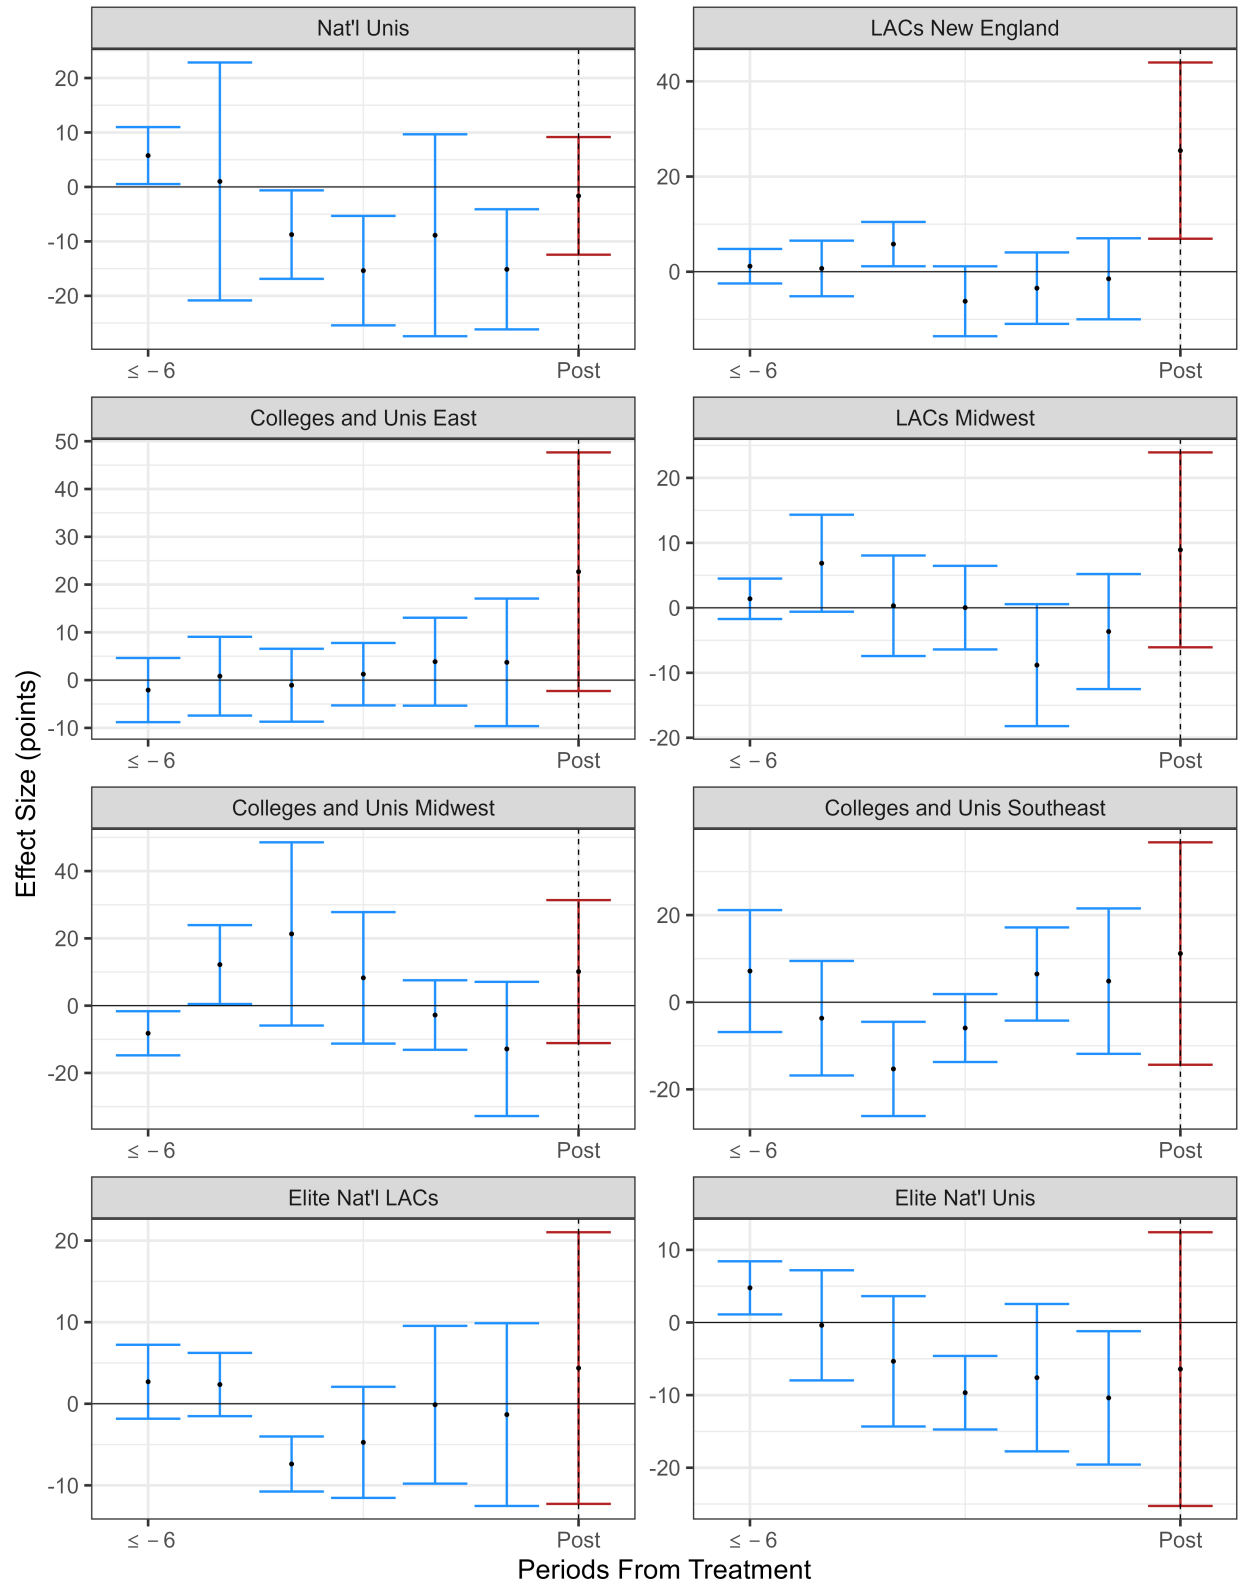 Nat'l Unis
LACs New England
20
10
0
-10
-20
40
20
0
≤ − 6
Post
≤ − 6
Post
Colleges and Unis East
LACs Midwest
50
40
30
20
10
0
-10
20
10
0
-10
-20
≤ − 6
Post
≤ − 6
Post
Effect Size (points)
Colleges and Unis Midwest
Colleges and Unis Southeast
40
20
0
-20
20
0
-20
≤ − 6
Post
≤ − 6
Post
Elite Nat'l LACs
Elite Nat'l Unis
20
10
0
-10
10
0
-10
-20
≤ − 6
Post
≤ − 6
Post
Periods From Treatment